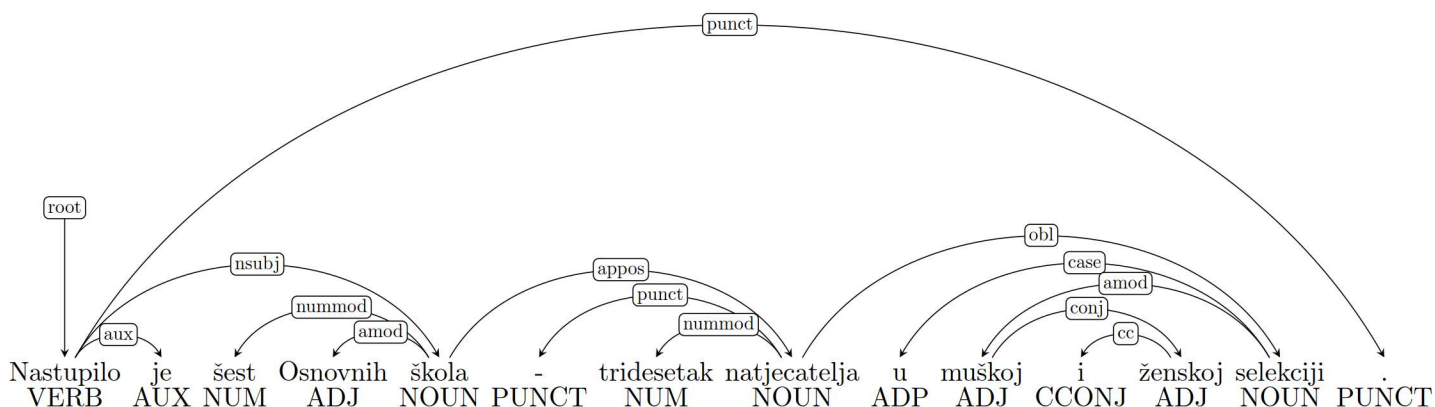 punct
root
obl
nsubj appos case
amod
punct
nummod conj
aux amod nummod cc
Nastupilo je šest Osnovnih škola - tridesetak natjecatelja u muškoj i ženskoj selekciji .
VERB AUX NUM ADJ NOUN PUNCT NUM NOUN ADP ADJ CCONJ ADJ NOUN PUNCT